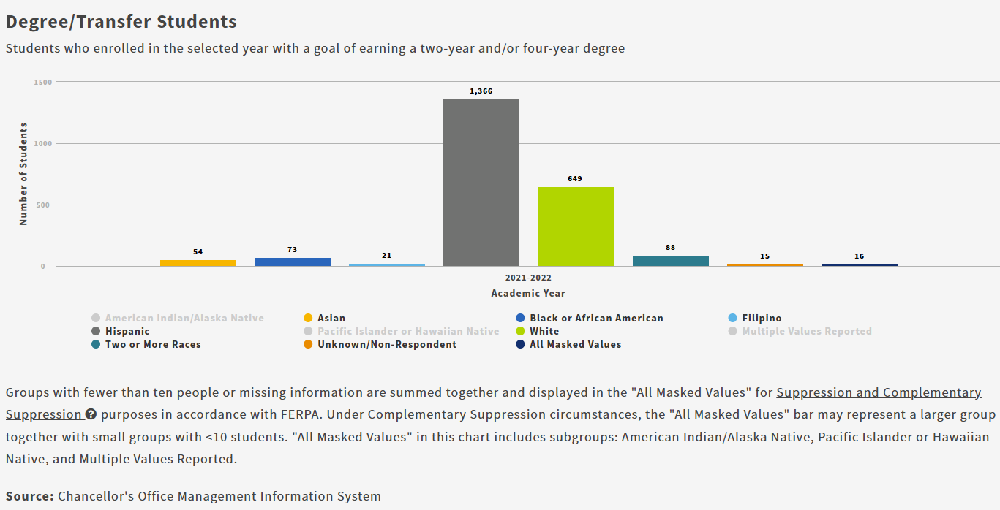 Degree/Transfer Students
Students who enrolled in the selected year with a goal of earning a two-year and/or four-year degree
1500
1000
500
0
Number of Students
54
73
21
1,366
649
88
15
16
2021-2022
Academic Year
American Indian/Alaska Native
Asian
Black or African American
Filipino
Hispanic
Pacific Islander or Hawaiian Native
White
Multiple Values Reported
Two or More Races
Unknown/Non-Respondent
All Masked Values
Groups with fewer than ten people or missing information are summed together and displayed in the "All Masked Values" for Suppression and Complementary
Suppression ? purposes in accordance with FERPA. Under Complementary Suppression circumstances, the "All Masked Values" bar may represent a larger group
together with small groups with <10 students. "All Masked Values" in this chart includes subgroups: American Indian/Alaska Native, Pacific Islander or Hawaiian
Native, and Multiple Values Reported.
Source: Chancellor's Office Management Information System